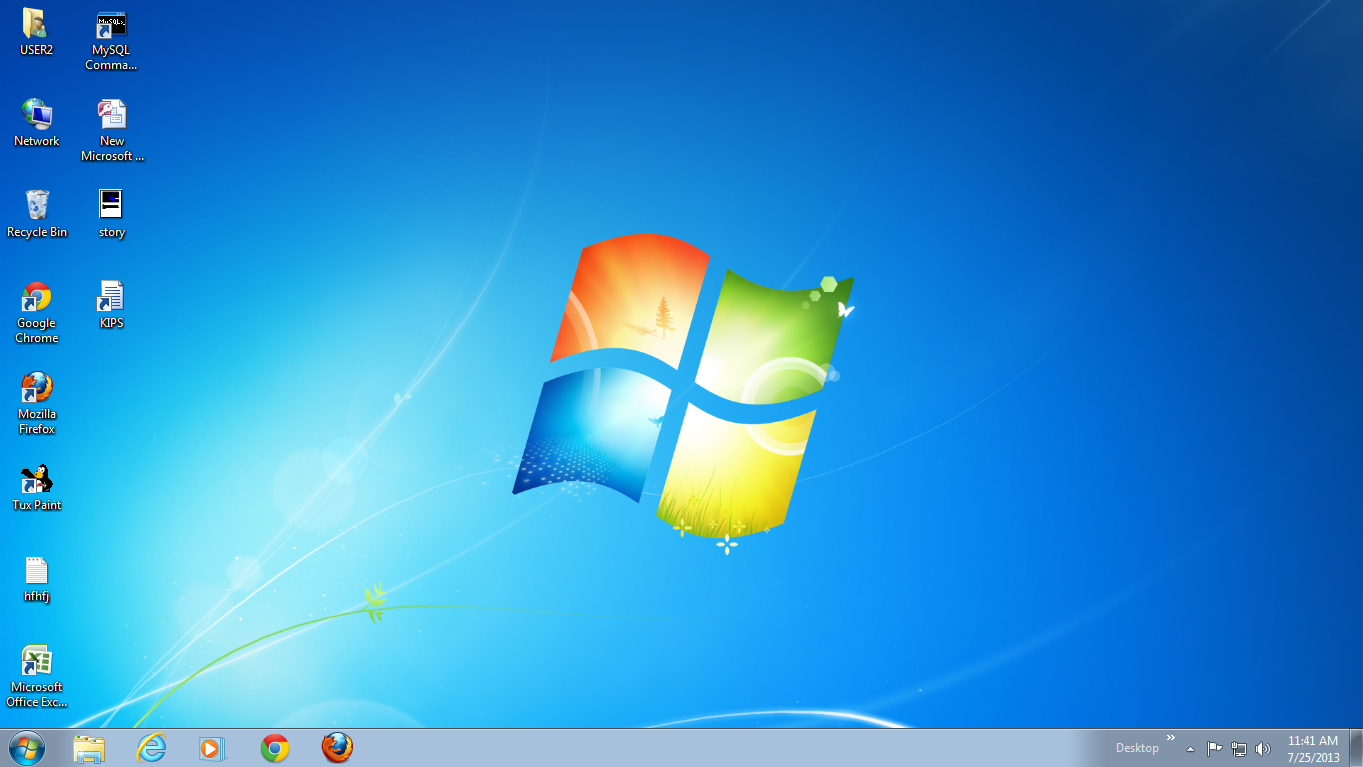 USER2
Network
Recycle Bin
Google
Chrome
Mozilla
Firefox
Tux Paint
hfhfj
Microsoft
Office Exc...
MySQL
Comma...
New
Microsoft ...
story
KIPS
Desktop
11:41 AM
7/25/2013